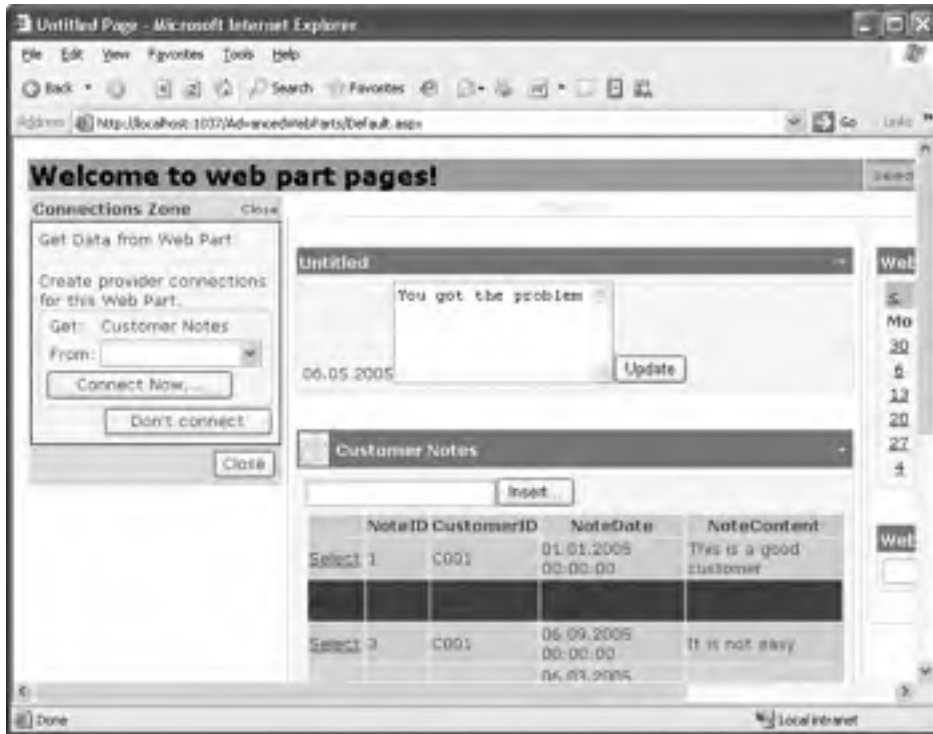 Untitled Page - Microsoft Internet Explorer
File Edit View Favorites Tools Help
Back Search Favorites
Address http://localhost:1037/AdvancedWebParts/Default.aspx Go Links
Welcome to web part pages!
Connections Zone Close
Get Data from Web Part
Create provider connections
for this Web Part.
Get: Customer Notes
From:
Connect Now...
Don't connect
Close
Untitled
You got the problem
06.05.2005
Update
Customer Notes
Insert...
NoteID CustomerID NoteDate NoteContent
Select 1 C001 01.01.2005 00:00:00 This is a good customer
Select 3 C001 06.09.2005 00:00:00 It is not easy
06.03.2005
Web
<
Mo
30
6
13
20
27
4
Web
Done Local intranet